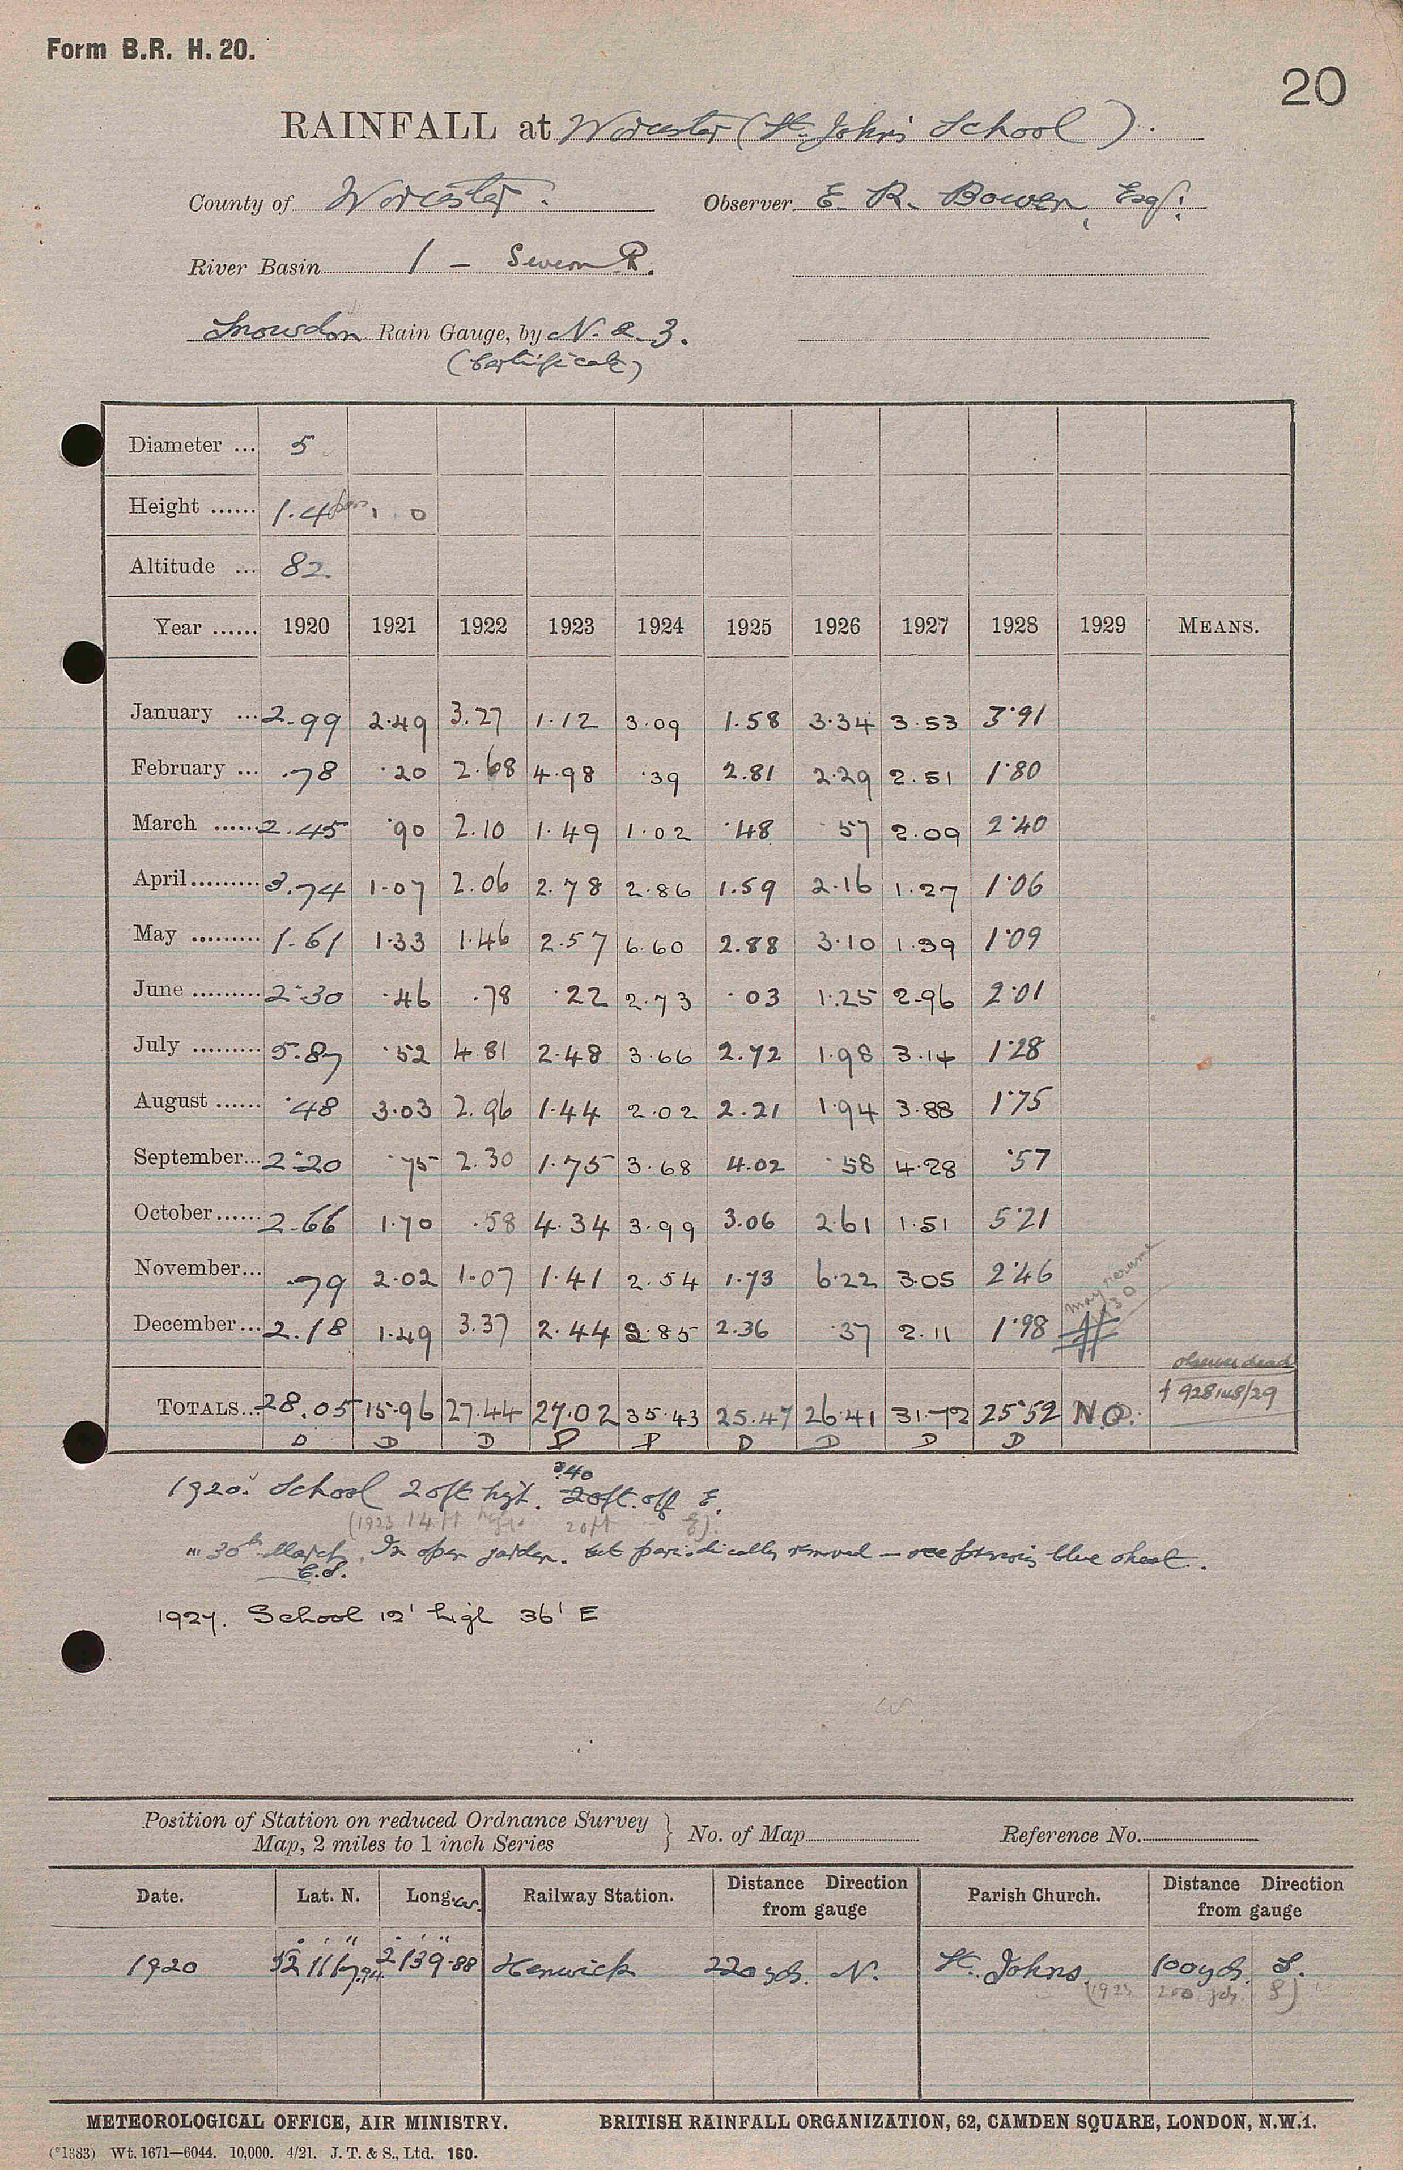 Form B.R. H. 20.
20
RAINFALL at Worcester (St. John's School).
County of Worcester. Observer E. R. Bowen, Esq:
River Basin 1 - Severn R.
Snowdon Rain Gauge, by N. & Z.
(Certificate)
Diameter ... 5
Height ...... 1.4 1 . 0
Altitude ... 82
Year ...... 1920 1921 1922 1923 1924 1925 1926 1927 1928 1929 MEANS.
January ... 2.99 2.49 3.27 1.12 3.09 1.58 3.34 3.53 3.91
February ... .78 .20 2.68 4.98 .39 2.81 2.29 2.51 1.80
March ...... 2.45 .90 2.10 1.49 1.02 .48 .57 2.09 2.40
April ......... 3.74 1.07 2.06 2.78 2.86 1.59 2.16 1.27 1.06
May ......... 1.61 1.33 1.46 2.57 6.60 2.88 3.10 1.39 1.09
June ......... 2.30 .46 .78 .22 2.73 .03 1.25 2.96 2.01
July ......... 5.87 .52 4.81 2.48 3.66 2.72 1.98 3.14 1.28
August ...... .48 3.03 2.96 1.44 2.02 2.21 1.94 3.88 1.75
September... 2.20 .75 2.30 1.75 3.68 4.02 .58 4.28 .57
October ...... 2.66 1.70 .58 4.34 3.99 3.06 2.61 1.51 5.21
November... .79 2.02 1.07 1.41 2.54 1.73 6.22 3.05 2.46
may resume
December ... 2.18 1.49 3.37 2.44 2.85 2.36 .37 2.11 1.98
observer dead
TOTALS... 28.05 15.96 27.44 27.02 35.43 25.47 26.41 31.72 25.52 N.O. † 928148/29
D D D D P D D D D
1920. School 20ft high. 20ft. off E.
?40
(1923 14ft high 20ft E).
" 30th March. In open garden. but periodically removed - see previous blue sheet.
1927. School 12' high 36' E
Position of Station on reduced Ordnance Survey
Map, 2 miles to 1 inch Series } No. of Map Reference No.
Date. Lat. N. Long. W. Railway Station. Distance Direction from gauge Parish Church. Distance Direction from gauge
1920 52 11 17.94 2 13 9.88 Henwick 220 yds. N. St. Johns 100 yds. S.
(1923 200 yds. S)
METEOROLOGICAL OFFICE, AIR MINISTRY. BRITISH RAINFALL ORGANIZATION, 62, CAMDEN SQUARE, LONDON, N.W.1.
(*1383) Wt. 1671—6044. 10,000. 4/21. J. T. & S., Ltd. 160.